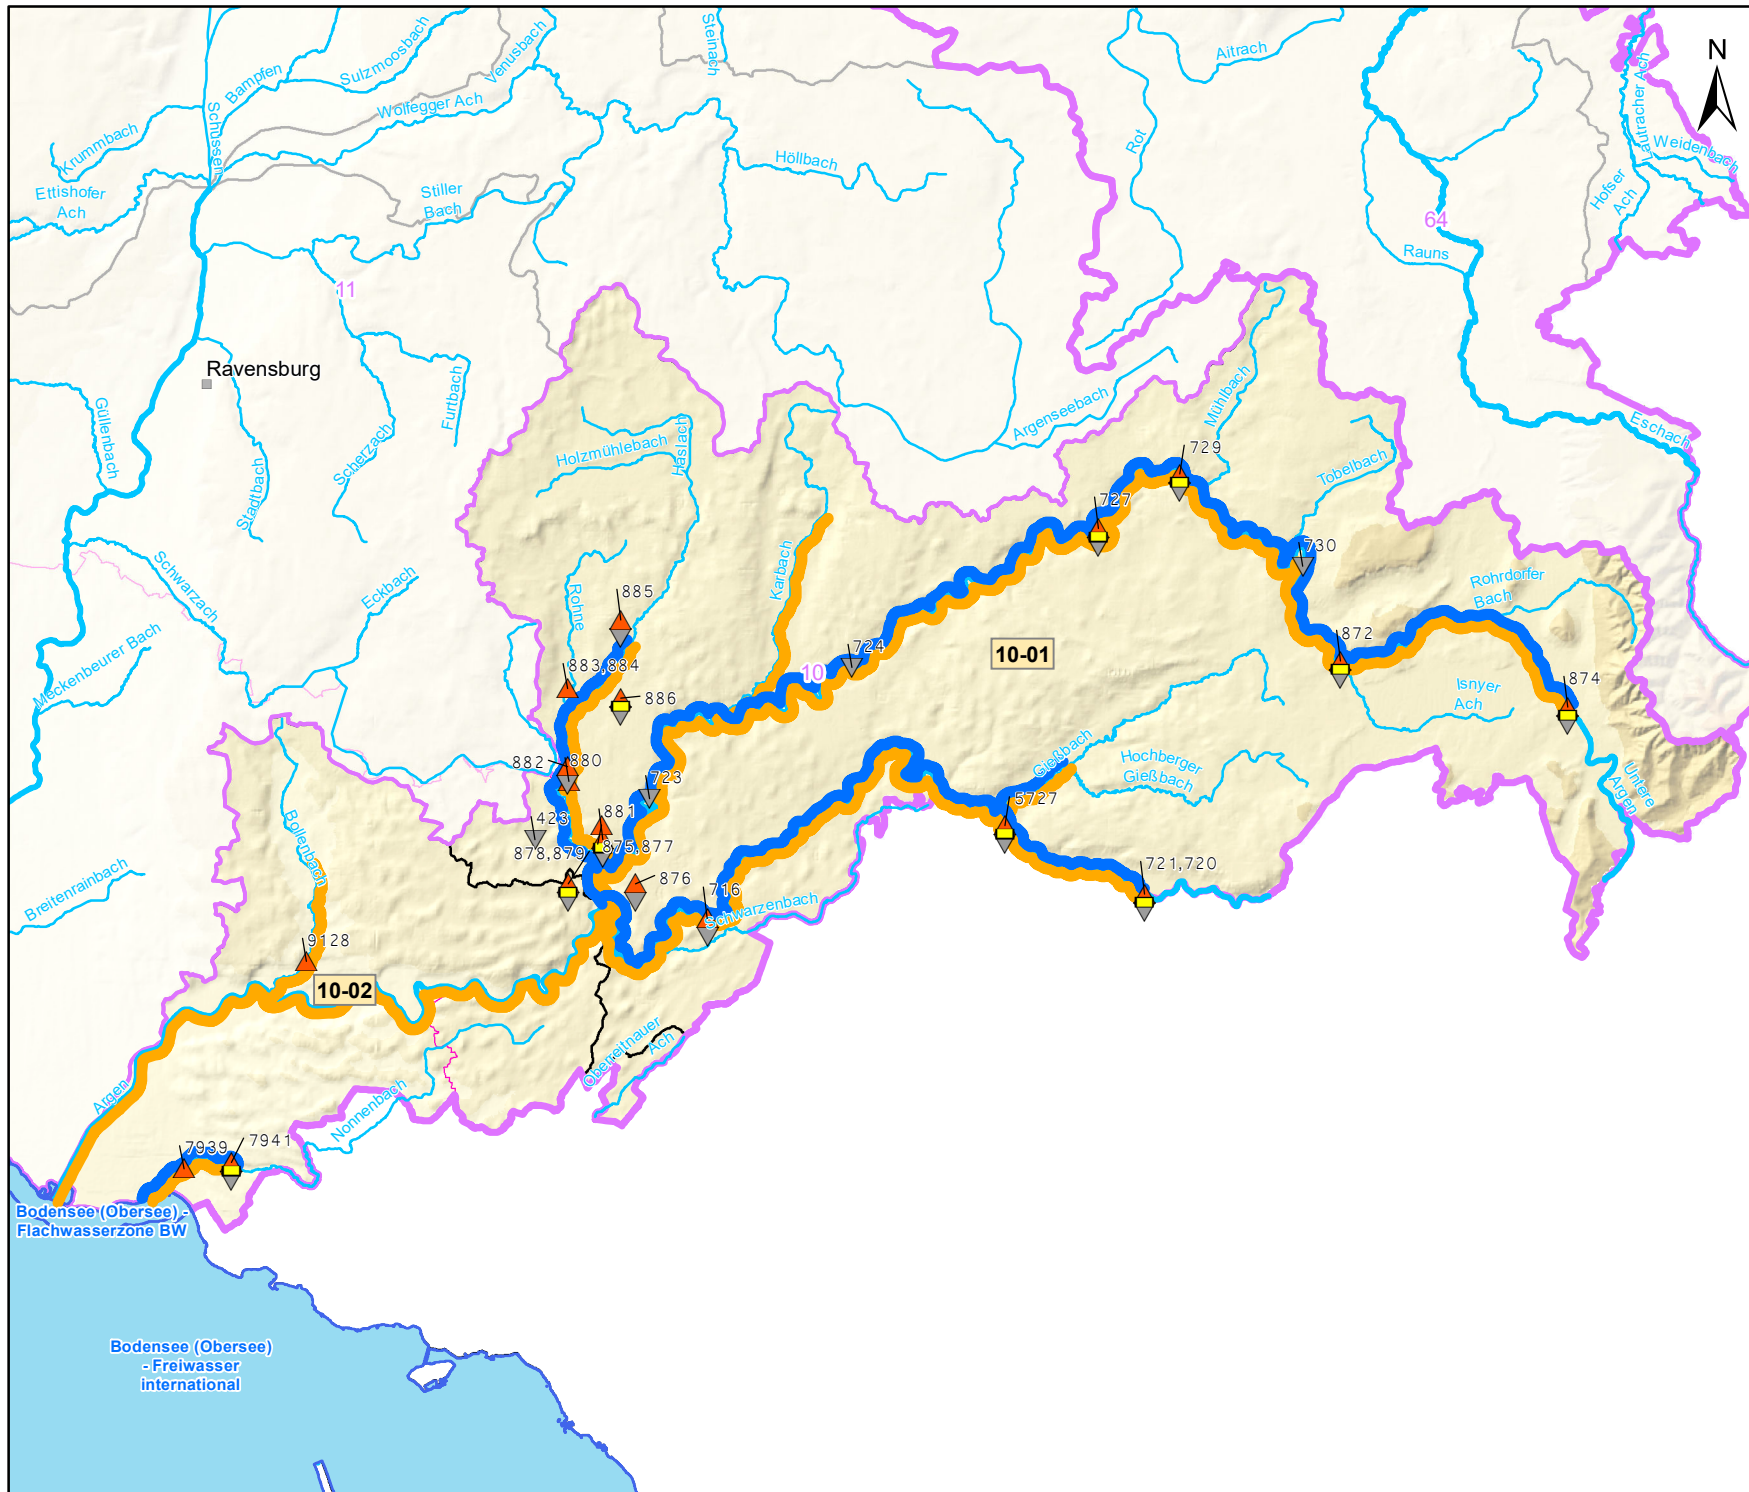 N
Steinach
Venusbach
Sulzmoosbach
Bampfen
Aitrach
Wolfegger Ach
Schussen
Krummbach
Rot
Lautracher Ach
Weidenbach
Höllbach
Ettishofer
Ach
Stiller
Bach
Hofser
Ach
64
Rauns
11
Ravensburg
Furtbach
Güllenbach
Mühlbach
Argenseebach
Eschach
Scherzach
Holzmühlebach
Haslach
729
Tobelbach
Stadtbach
727
730
Karbach
Schwarzach
Eckbach
Rohne
885
Rohrdorfer
Bach
872
724
10-01
Meckenbeurer Bach
883,884
10
874
886
Isnyer
Ach
Gießbach
Hochberger
Gießbach
882
880
723
Untere
Argen
5727
881
423
Bollenbach
878,879
875,877
721,720
876
Breitenrainbach
716
Schwarzenbach
9128
10-02
Oberreitnauer
Ach
Argen
Nonnenbach
7939
7941
Bodensee (Obersee) -
Flachwasserzone BW
Bodensee (Obersee)
- Freiwasser
international